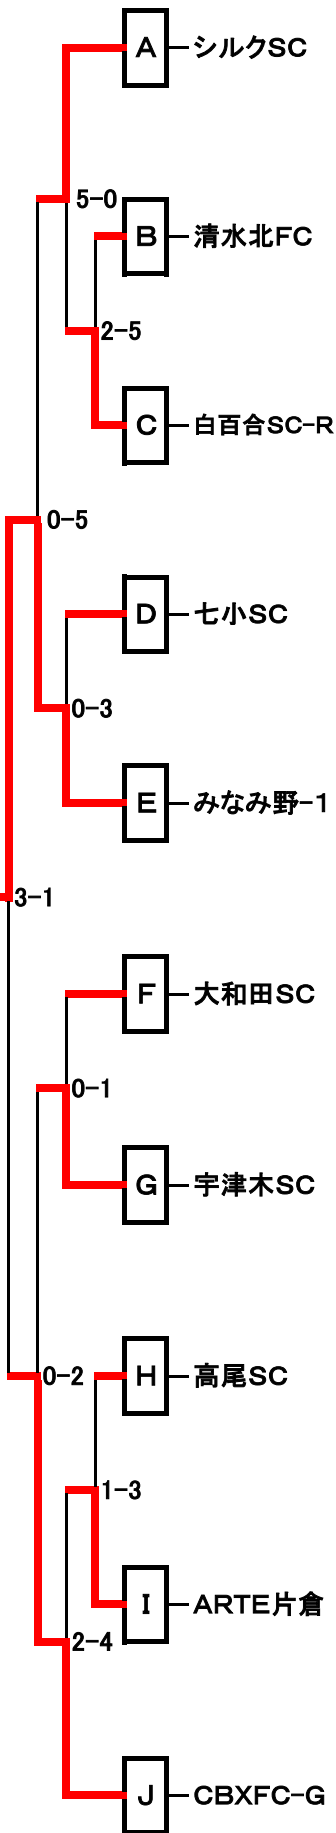 A シルクSC
5-0
B 清水北FC
2-5
C 白百合SC-R
0-5
D 七小SC
0-3
E みなみ野-1
3-1
F 大和田SC
0-1
G 宇津木SC
H 高尾SC
0-2
1-3
I ARTE片倉
2-4
J CBXFC-G